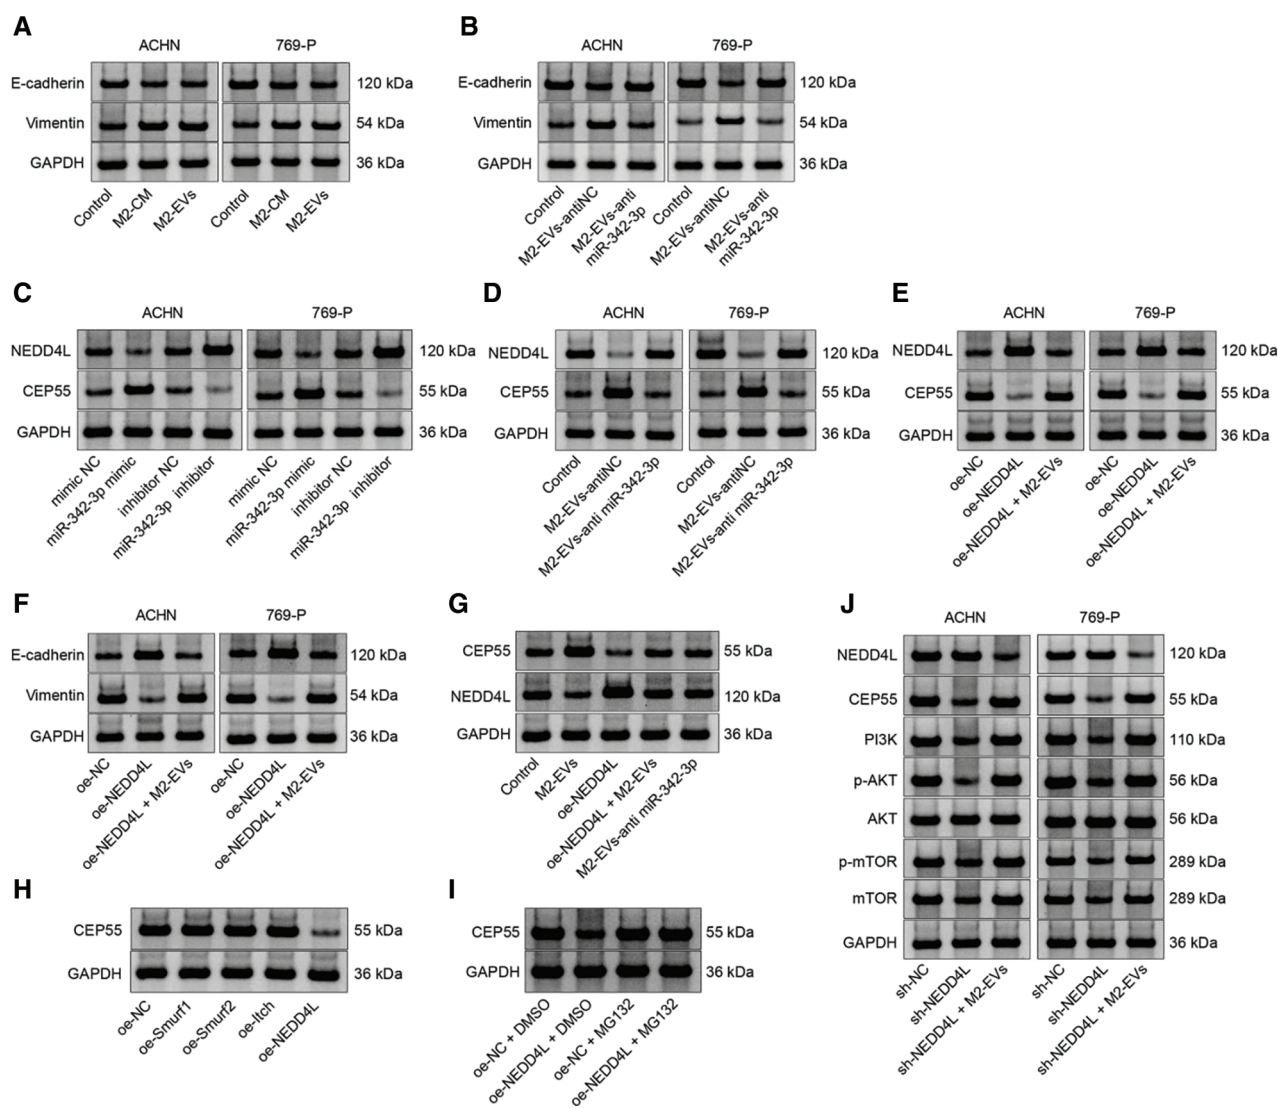 A
ACHN 769-P
E-cadherin 120 kDa
Vimentin 54 kDa
GAPDH 36 kDa
Control M2-CM M2-EVs Control M2-CM M2-EVs
B
ACHN 769-P
E-cadherin 120 kDa
Vimentin 54 kDa
GAPDH 36 kDa
Control M2-EVs-antiNC M2-EVs-anti miR-342-3p Control M2-EVs-antiNC M2-EVs-anti miR-342-3p
C
ACHN 769-P
NEDD4L 120 kDa
CEP55 55 kDa
GAPDH 36 kDa
mimic NC miR-342-3p mimic inhibitor NC miR-342-3p inhibitor mimic NC miR-342-3p mimic inhibitor NC miR-342-3p inhibitor
D
ACHN 769-P
NEDD4L 120 kDa
CEP55 55 kDa
GAPDH 36 kDa
Control M2-EVs-antiNC M2-EVs-anti miR-342-3p Control M2-EVs-antiNC M2-EVs-anti miR-342-3p
E
ACHN 769-P
NEDD4L 120 kDa
CEP55 55 kDa
GAPDH 36 kDa
oe-NC oe-NEDD4L oe-NEDD4L + M2-EVs oe-NC oe-NEDD4L oe-NEDD4L + M2-EVs
F
ACHN 769-P
E-cadherin 120 kDa
Vimentin 54 kDa
GAPDH 36 kDa
oe-NC oe-NEDD4L oe-NEDD4L + M2-EVs oe-NC oe-NEDD4L oe-NEDD4L + M2-EVs
G
CEP55 55 kDa
NEDD4L 120 kDa
GAPDH 36 kDa
Control M2-EVs oe-NEDD4L oe-NEDD4L + M2-EVs M2-EVs-anti miR-342-3p
H
CEP55 55 kDa
GAPDH 36 kDa
oe-NC oe-Smurf1 oe-Smurf2 oe-Itch oe-NEDD4L
I
CEP55 55 kDa
GAPDH 36 kDa
oe-NC + DMSO oe-NEDD4L + DMSO oe-NC + MG132 oe-NEDD4L + MG132
J
ACHN 769-P
NEDD4L 120 kDa
CEP55 55 kDa
PI3K 110 kDa
p-AKT 56 kDa
AKT 56 kDa
p-mTOR 289 kDa
mTOR 289 kDa
GAPDH 36 kDa
sh-NC sh-NEDD4L sh-NEDD4L + M2-EVs sh-NC sh-NEDD4L sh-NEDD4L + M2-EVs